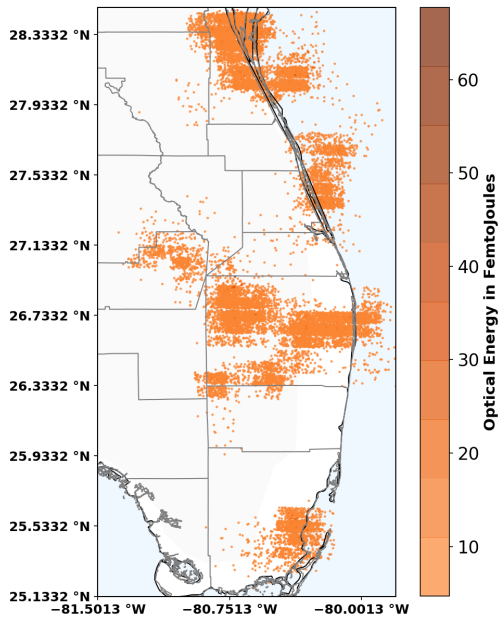 28.3332 °N
27.9332 °N
27.5332 °N
27.1332 °N
26.7332 °N
26.3332 °N
25.9332 °N
25.5332 °N
25.1332 °N
−81.5013 °W −80.7513 °W −80.0013 °W
60
50
40
30
20
10
Optical Energy in FemtoJoules